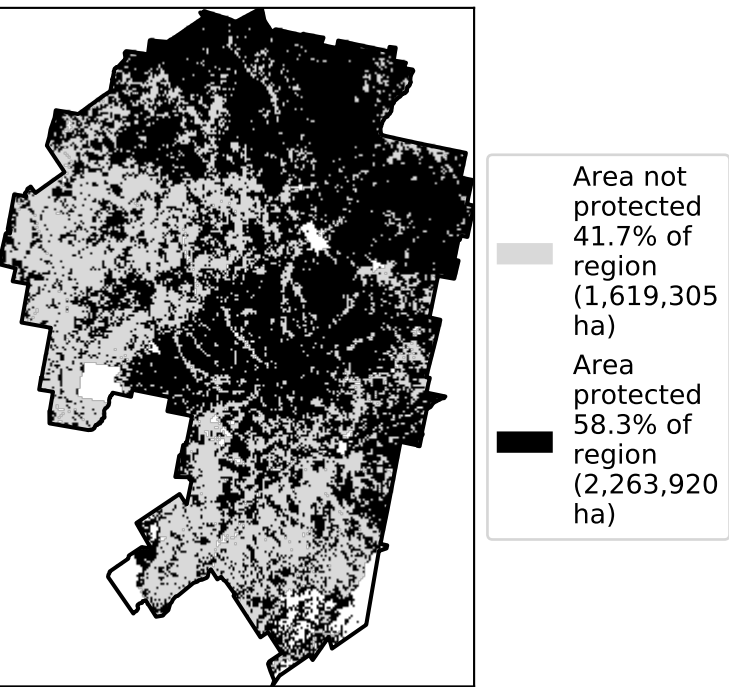 Area not
protected
41.7% of
region
(1,619,305
ha)
Area
protected
58.3% of
region
(2,263,920
ha)